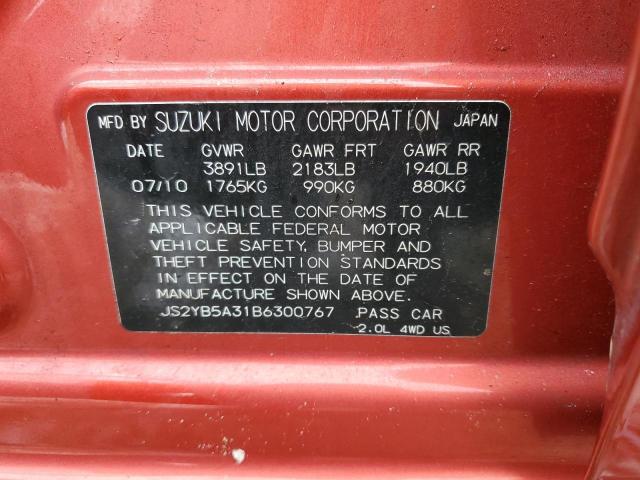 MFD BY SUZUKI MOTOR CORPORATION JAPAN
DATE GVWR GAWR FRT GAWR RR
3891LB 2183LB 1940LB
07/10 1765KG 990KG 880KG
THIS VEHICLE CONFORMS TO ALL
APPLICABLE FEDERAL MOTOR
VEHICLE SAFETY, BUMPER AND
THEFT PREVENTION STANDARDS
IN EFFECT ON THE DATE OF
MANUFACTURE SHOWN ABOVE.
JS2YB5A31B6300767 PASS CAR
2.0L 4WD US